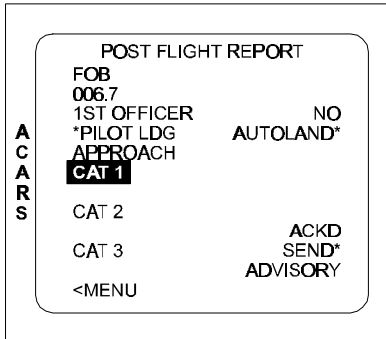 POST FLIGHT REPORT
FOB
006.7
1ST OFFICER NO
*PILOT LDG AUTOLAND*
APPROACH
CAT 1
CAT 2
ACKD
CAT 3 SEND*
ADVISORY
<MENU
ACARS